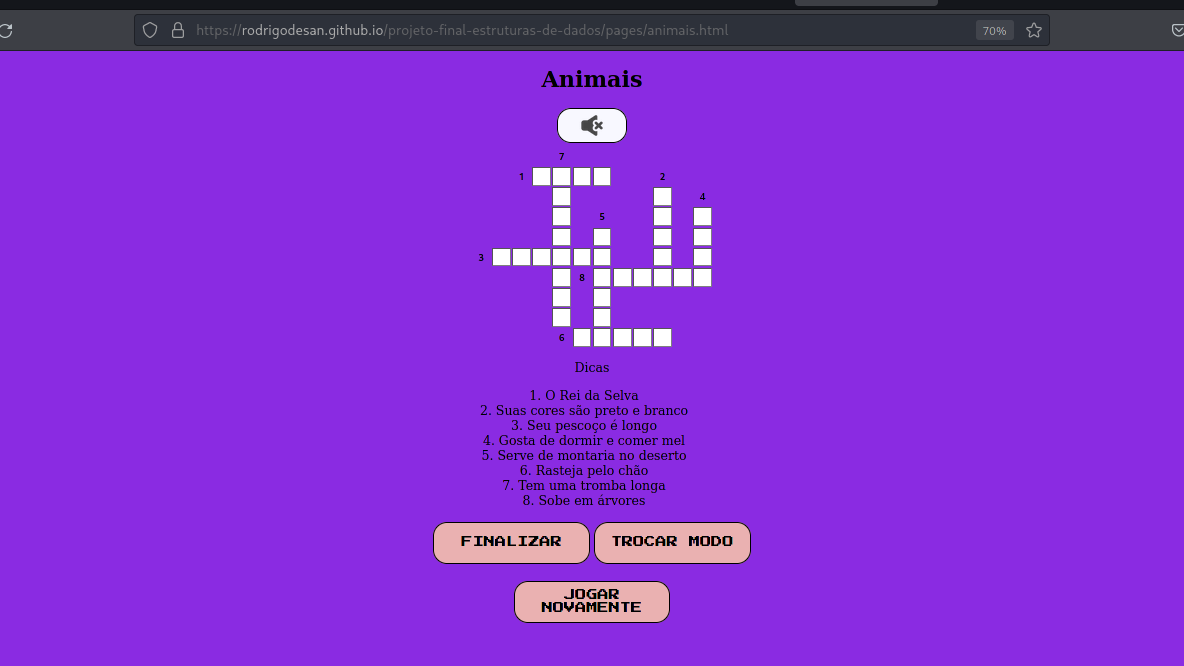 https://rodrigodesan.github.io/projeto-final-estruturas-de-dados/pages/animais.html 70%
Animais
7
1 2
4
5
3
8
6
Dicas
1. O Rei da Selva
2. Suas cores são preto e branco
3. Seu pescoço é longo
4. Gosta de dormir e comer mel
5. Serve de montaria no deserto
6. Rasteja pelo chão
7. Tem uma tromba longa
8. Sobe em árvores
FINALIZAR TROCAR MODO
JOGAR
NOVAMENTE